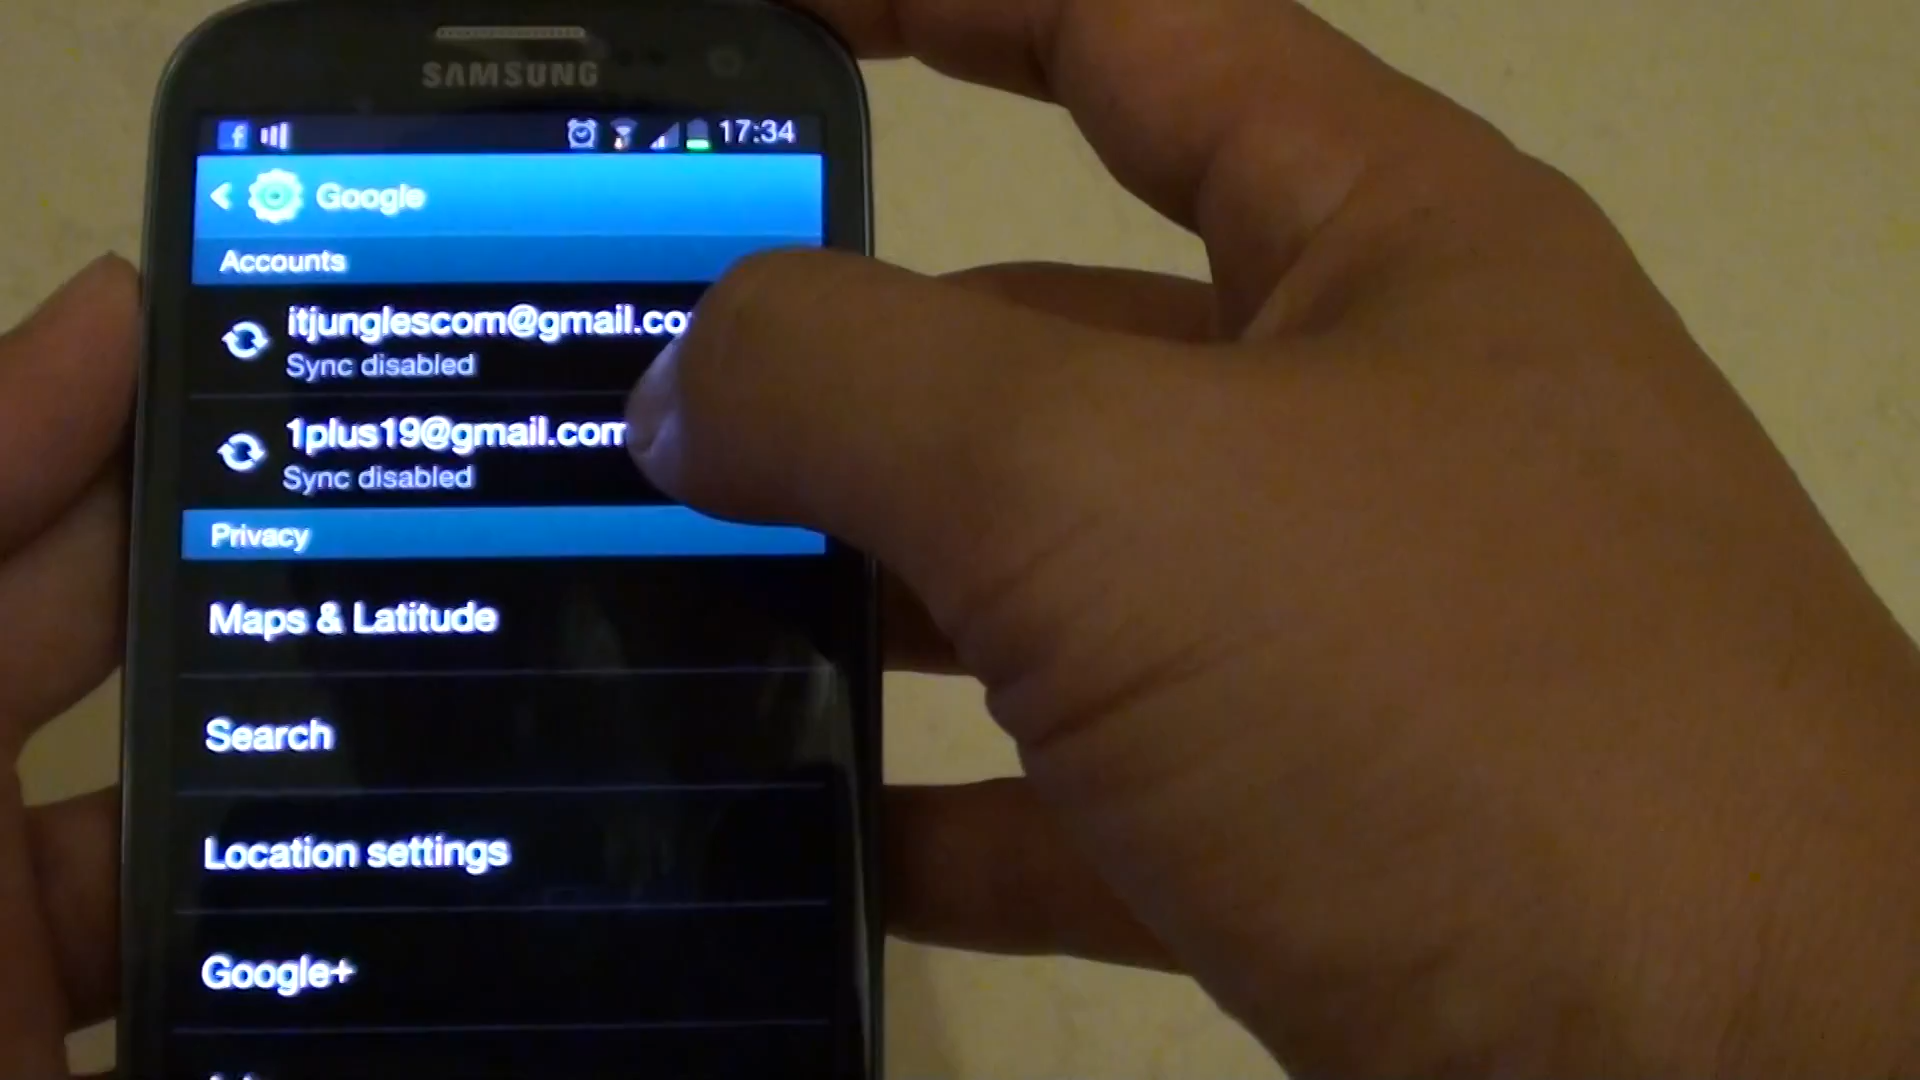 SAMSUNG
17:34
Google
Accounts
itjunglescom@gmail.co
Sync disabled
1plus19@gmail.com
Sync disabled
Privacy
Maps & Latitude
Search
Location settings
Google+